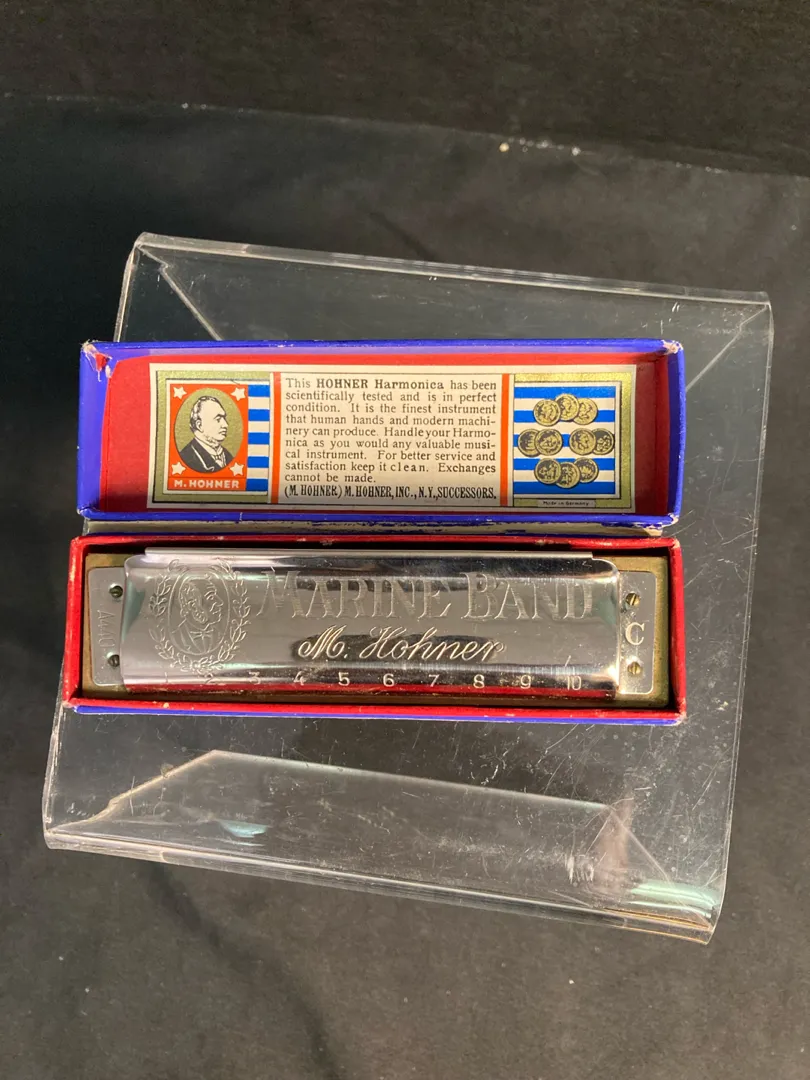 This HOHNER Harmonica has been
scientifically tested and is in perfect
condition. It is the finest instrument
that human hands and modern machi-
nery can produce. Handle your Harmo-
nica as you would any valuable musi-
cal instrument. For better service and
satisfaction keep it clean. Exchanges
cannot be made.
(M. HOHNER) M. HOHNER, INC., N.Y., SUCCESSORS.
M. HOHNER
Made in Germany
MARINE BAND
M. Hohner
C
3 4 5 6 7 8 9 10